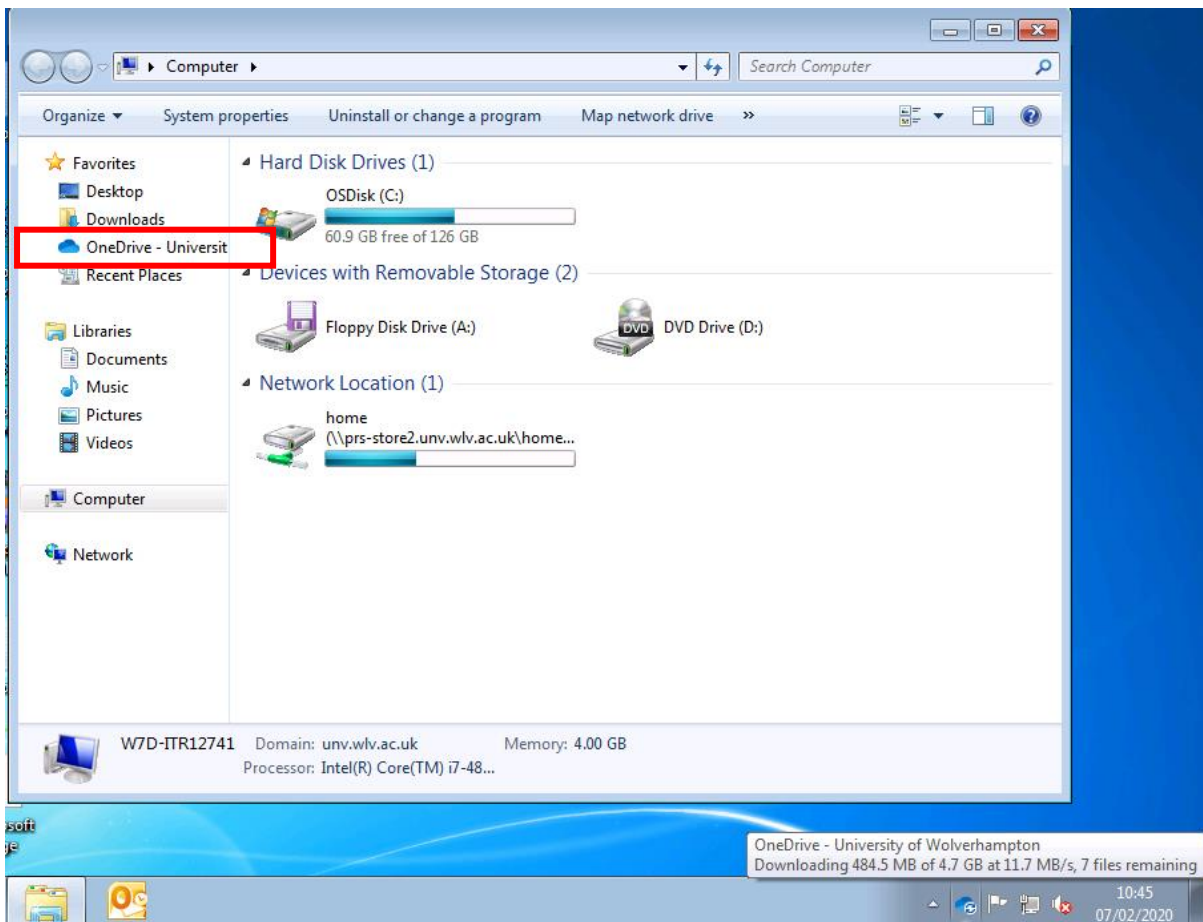 Computer
Search Computer
Organize System properties Uninstall or change a program Map network drive »
Favorites
Desktop
Downloads
OneDrive - Universit
Recent Places
Libraries
Documents
Music
Pictures
Videos
Computer
Network
Hard Disk Drives (1)
OSDisk (C:)
60.9 GB free of 126 GB
Devices with Removable Storage (2)
Floppy Disk Drive (A:)
DVD
DVD Drive (D:)
Network Location (1)
home
(\\prs-store2.unv.wlv.ac.uk\home...
W7D-ITR12741 Domain: unv.wlv.ac.uk Memory: 4.00 GB
Processor: Intel(R) Core(TM) i7-48...
soft
OneDrive - University of Wolverhampton
Downloading 484.5 MB of 4.7 GB at 11.7 MB/s, 7 files remaining
10:45
07/02/2020